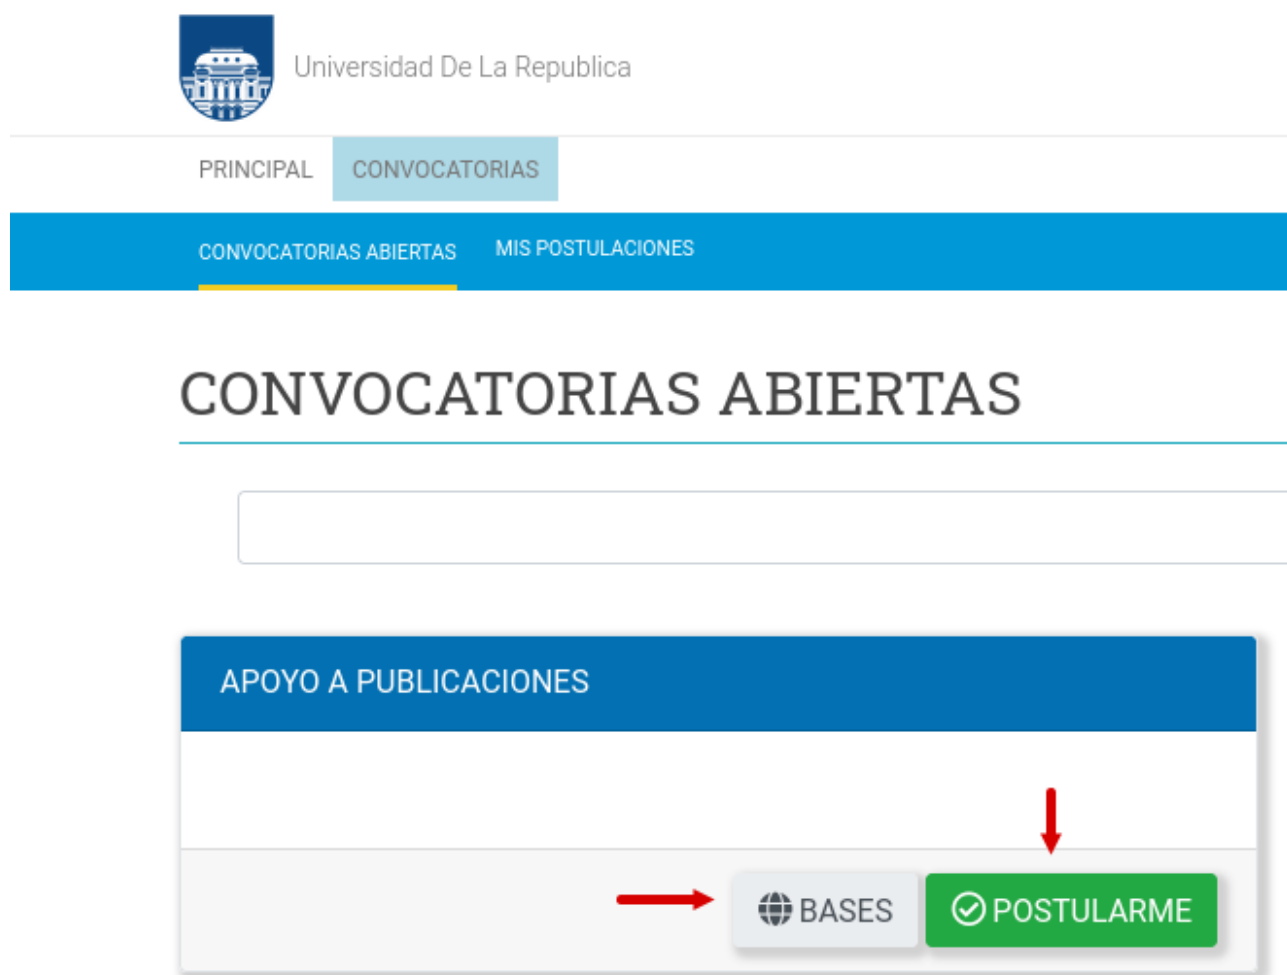 Universidad De La Republica
PRINCIPAL CONVOCATORIAS
CONVOCATORIAS ABIERTAS MIS POSTULACIONES
CONVOCATORIAS ABIERTAS
APOYO A PUBLICACIONES
BASES POSTULARME